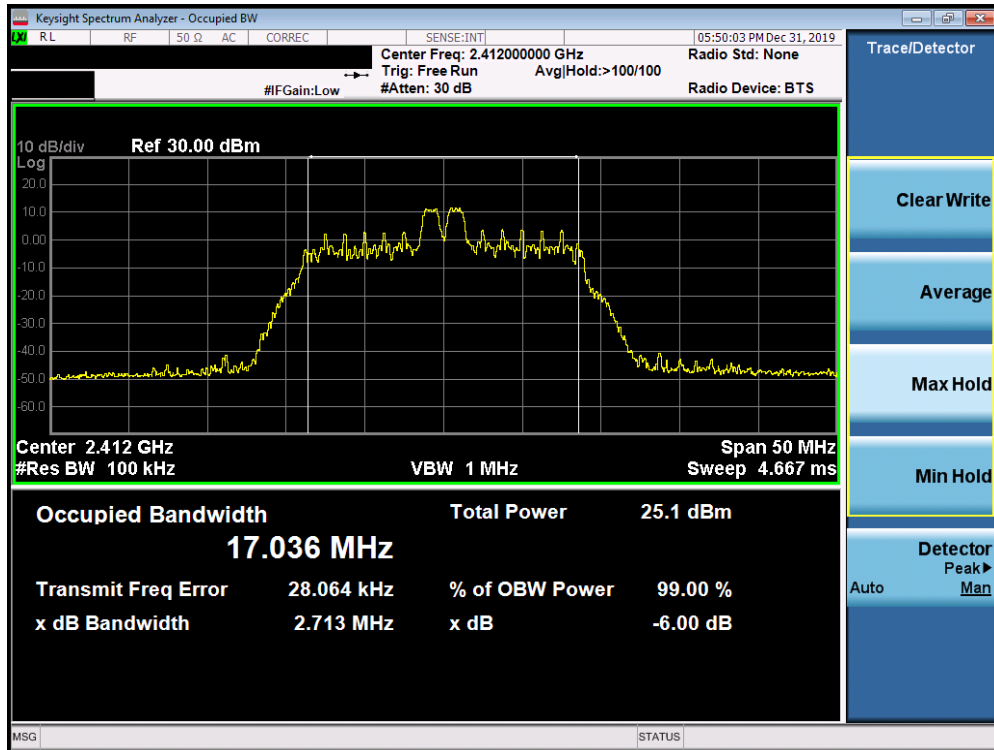 Keysight Spectrum Analyzer - Occupied BW
LXI RL RF 50 Ω AC CORREC SENSE:INT 05:50:03 PM Dec 31, 2019
Center Freq: 2.412000000 GHz Radio Std: None
Trig: Free Run Avg|Hold:>100/100
#IFGain:Low #Atten: 30 dB Radio Device: BTS
Trace/Detector
10 dB/div Ref 30.00 dBm
Log
20.0
10.0
0.00
-10.0
-20.0
-30.0
-40.0
-50.0
-60.0
Center 2.412 GHz Span 50 MHz
#Res BW 100 kHz VBW 1 MHz Sweep 4.667 ms
Occupied Bandwidth Total Power 25.1 dBm
17.036 MHz
Transmit Freq Error 28.064 kHz % of OBW Power 99.00 %
x dB Bandwidth 2.713 MHz x dB -6.00 dB
Clear Write
Average
Max Hold
Min Hold
Detector
Peak▶
Auto Man
MSG STATUS